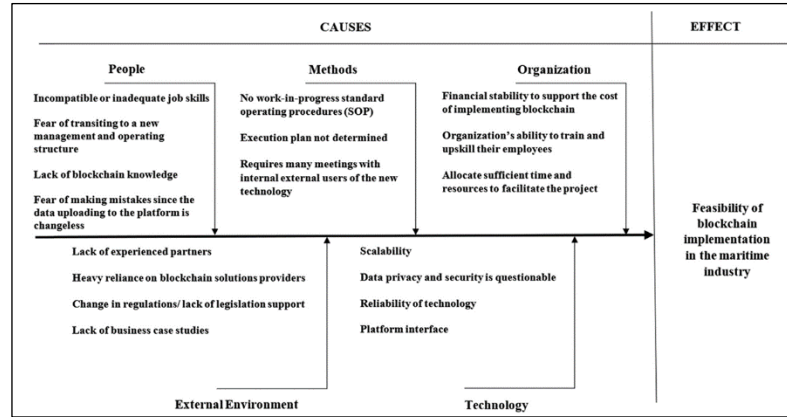 CAUSES
EFFECT
People
Incompatible or inadequate job skills
Fear of transiting to a new
management and operating
structure
Lack of blockchain knowledge
Fear of making mistakes since the
data uploading to the platform is
changeless
Methods
No work-in-progress standard
operating procedures (SOP)
Execution plan not determined
Requires many meetings with
internal external users of the new
technology
Organization
Financial stability to support the cost
of implementing blockchain
Organization's ability to train and
upskill their employees
Allocate sufficient time and
resources to facilitate the project
Feasibility of
blockchain
implementation
in the maritime
industry
Lack of experienced partners
Heavy reliance on blockchain solutions providers
Change in regulations/ lack of legislation support
Lack of business case studies
External Environment
Scalability
Data privacy and security is questionable
Reliability of technology
Platform interface
Technology